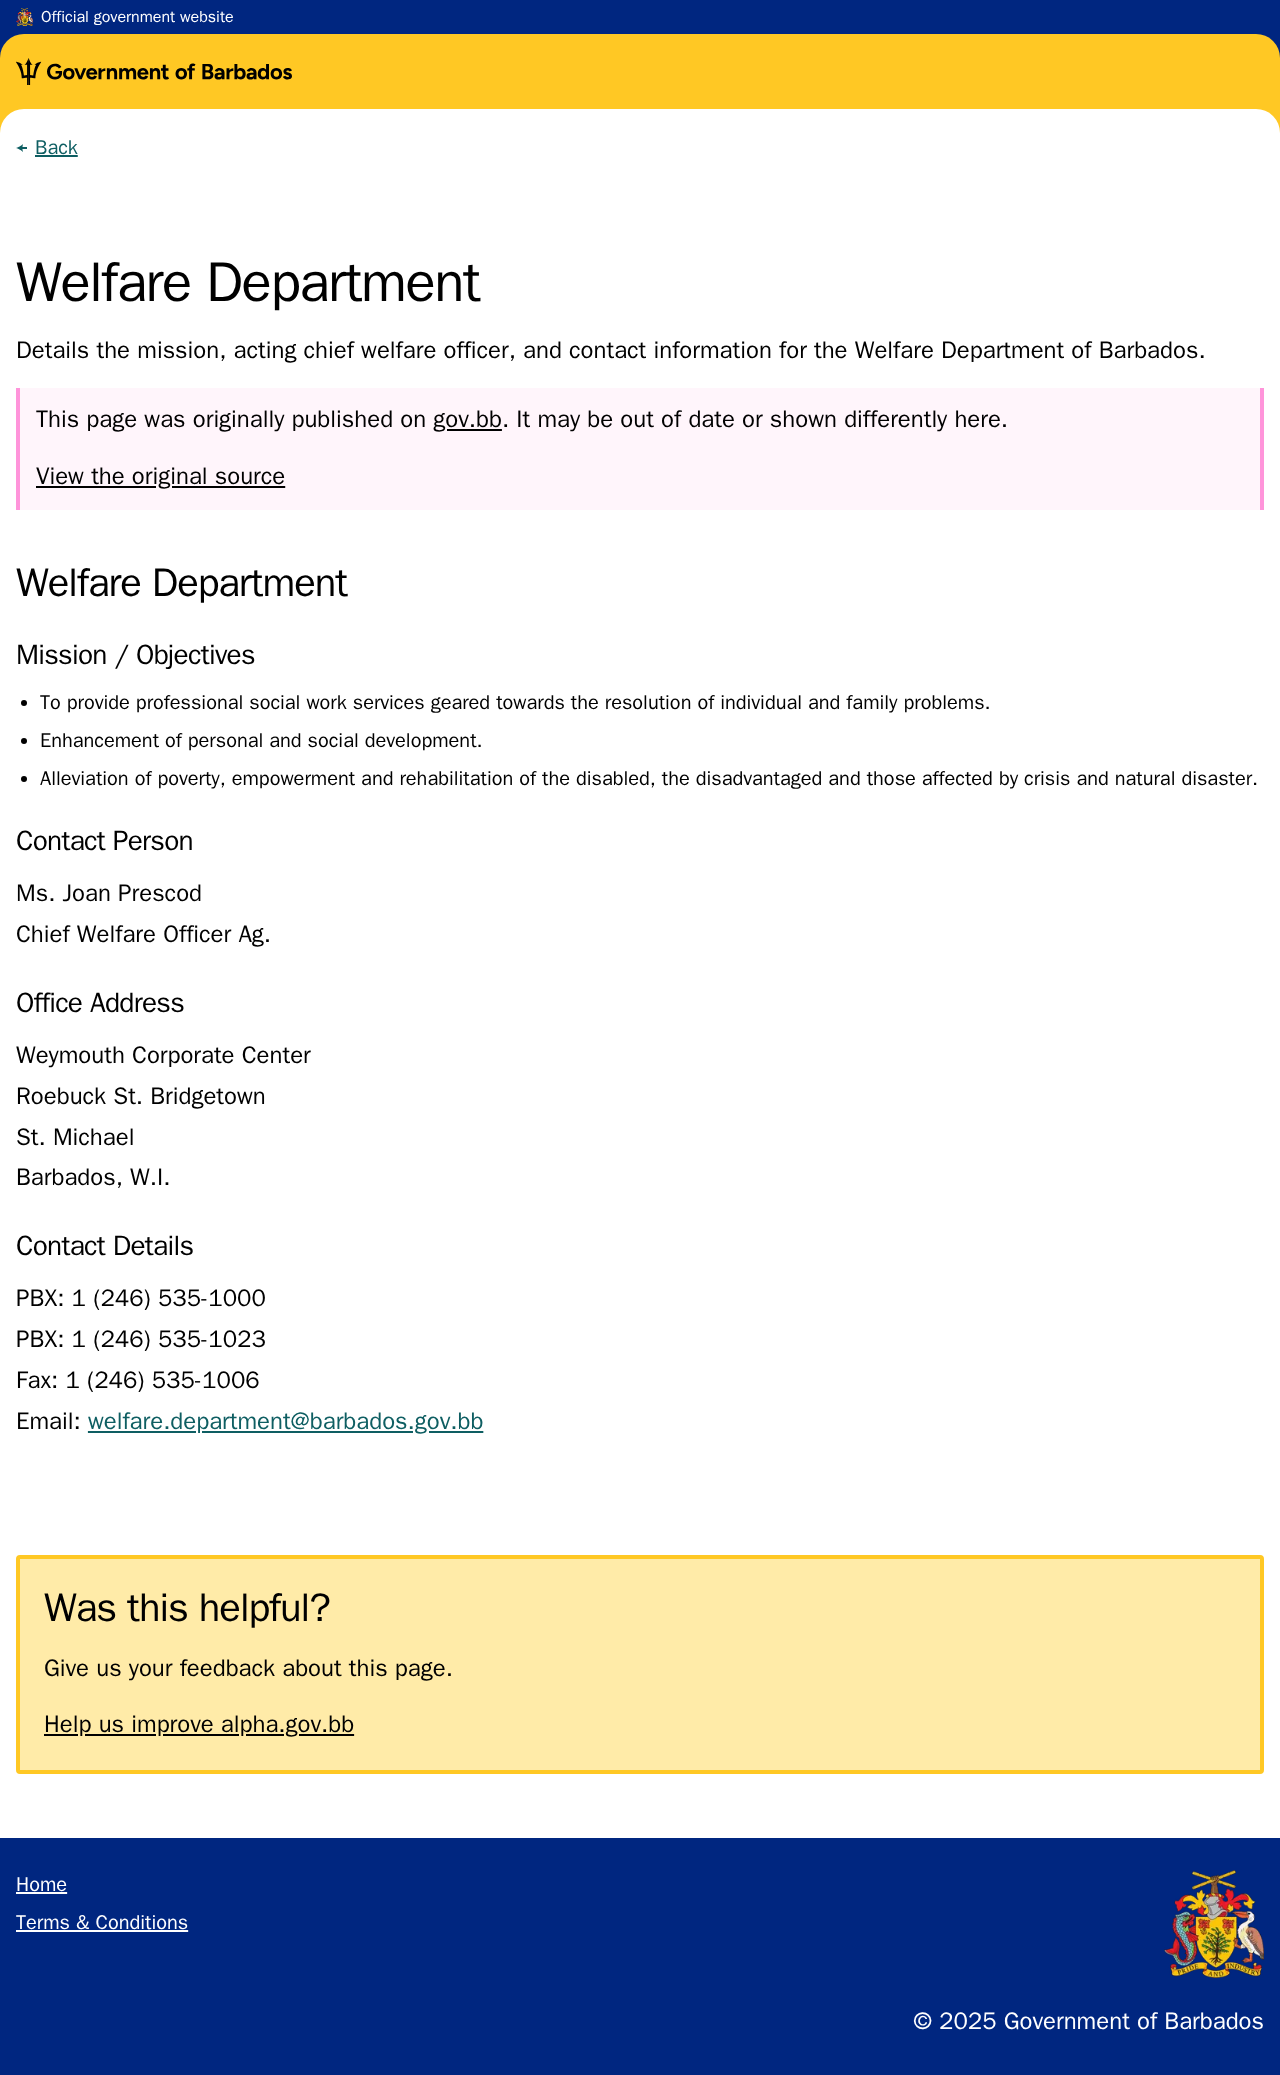 Official government website
Government of Barbados
← Back
Welfare Department
Details the mission, acting chief welfare officer, and contact information for the Welfare Department of Barbados.
This page was originally published on gov.bb. It may be out of date or shown differently here.
View the original source
Welfare Department
Mission / Objectives
• To provide professional social work services geared towards the resolution of individual and family problems.
• Enhancement of personal and social development.
• Alleviation of poverty, empowerment and rehabilitation of the disabled, the disadvantaged and those affected by crisis and natural disaster.
Contact Person
Ms. Joan Prescod
Chief Welfare Officer Ag.
Office Address
Weymouth Corporate Center
Roebuck St. Bridgetown
St. Michael
Barbados, W.I.
Contact Details
PBX: 1 (246) 535-1000
PBX: 1 (246) 535-1023
Fax: 1 (246) 535-1006
Email: welfare.department@barbados.gov.bb
Was this helpful?
Give us your feedback about this page.
Help us improve alpha.gov.bb
Home
Terms & Conditions
PRIDE AND INDUSTRY
© 2025 Government of Barbados